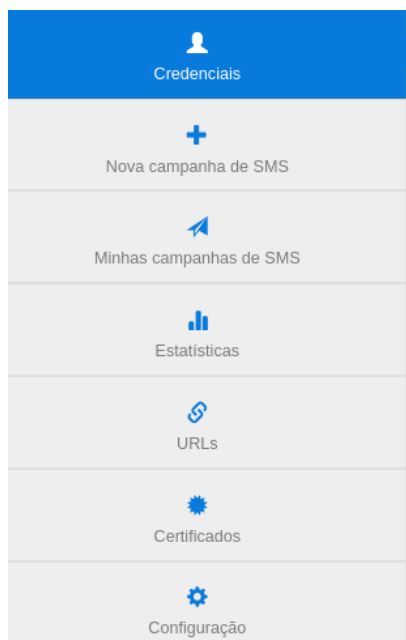 Credenciais
Nova campanha de SMS
Minhas campanhas de SMS
Estatísticas
URLs
Certificados
Configuração